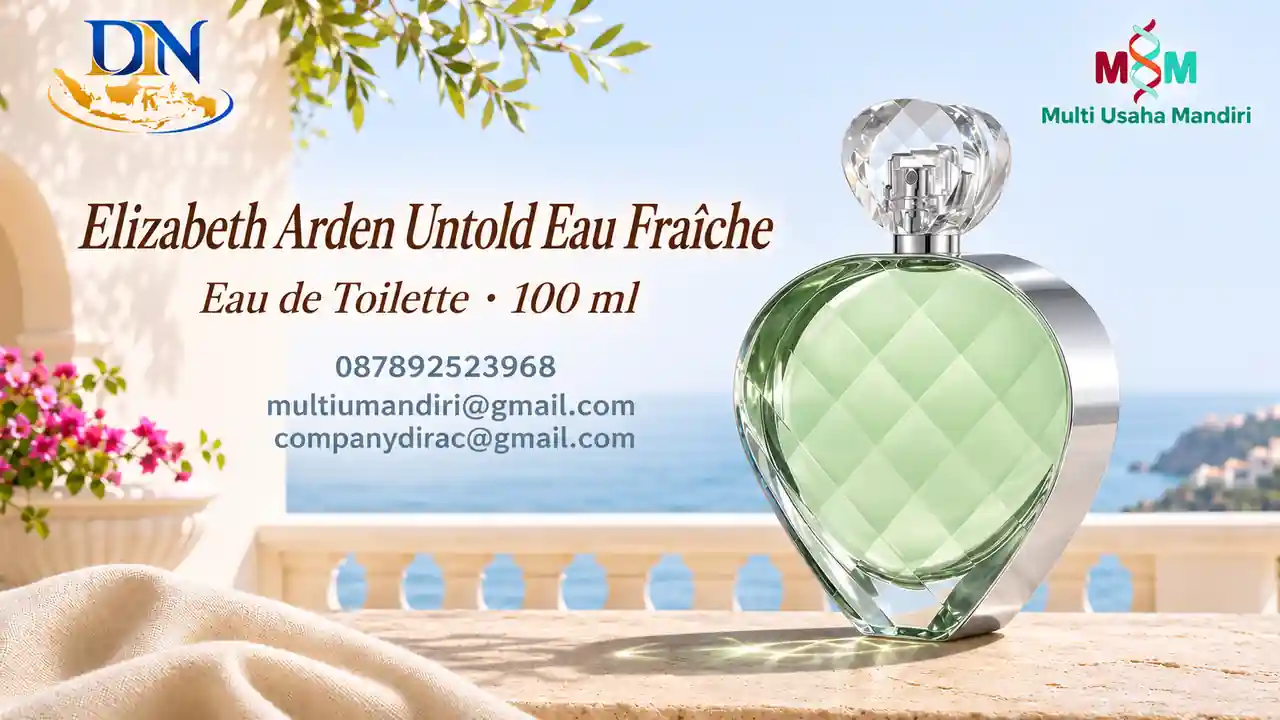 DN
MUM
Multi Usaha Mandiri
Elizabeth Arden Untold Eau Fraîche
Eau de Toilette • 100 ml
087892523968
multiumandiri@gmail.com
companydirac@gmail.com